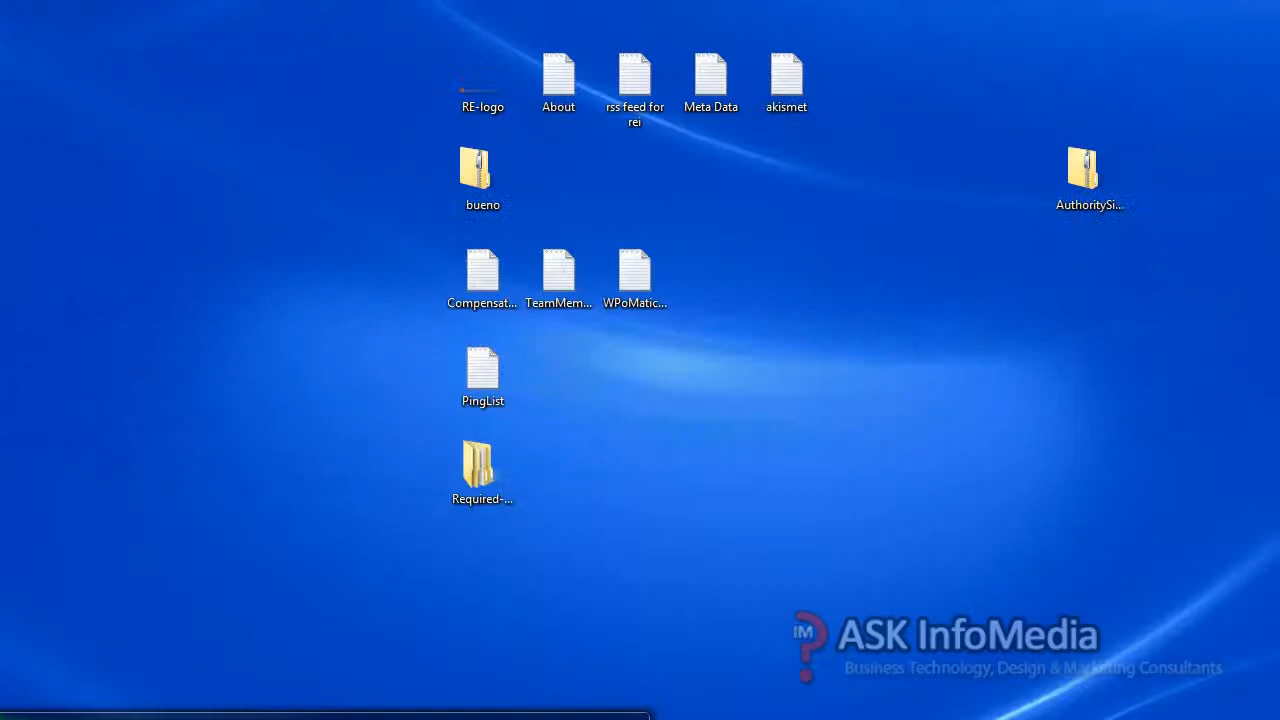 RE-logo
About
rss feed for
rei
Meta Data
akismet
bueno
AuthoritySi...
Compensat...
TeamMem...
WPoMatic...
PingList
Required-...
IM
ASK InfoMedia
Business Technology, Design & Marketing Consultants